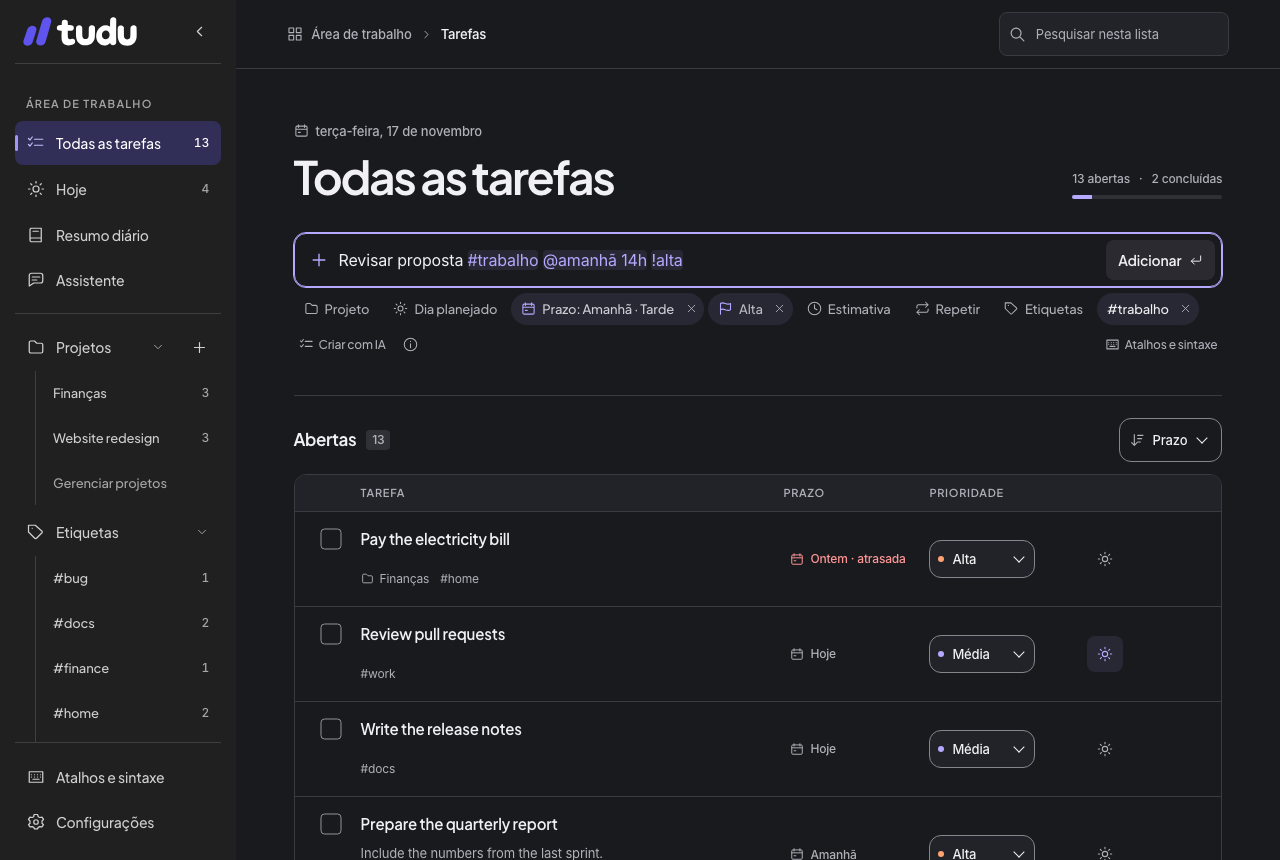 tudu
ÁREA DE TRABALHO
Todas as tarefas 13
Hoje 4
Resumo diário
Assistente
Projetos
Finanças 3
Website redesign 3
Gerenciar projetos
Etiquetas
#bug 1
#docs 2
#finance 1
#home 2
Atalhos e sintaxe
Configurações
Área de trabalho > Tarefas
Pesquisar nesta lista
terça-feira, 17 de novembro
Todas as tarefas
13 abertas · 2 concluídas
Revisar proposta #trabalho @amanhã 14h !alta
Adicionar
Projeto Dia planejado Prazo: Amanhã · Tarde Alta Estimativa Repetir Etiquetas #trabalho
Criar com IA
Atalhos e sintaxe
Abertas 13
Prazo
TAREFA PRAZO PRIORIDADE
Pay the electricity bill
Ontem · atrasada Alta
Finanças #home
Review pull requests
Hoje Média
#work
Write the release notes
Hoje Média
#docs
Prepare the quarterly report
Include the numbers from the last sprint.
Amanhã Alta